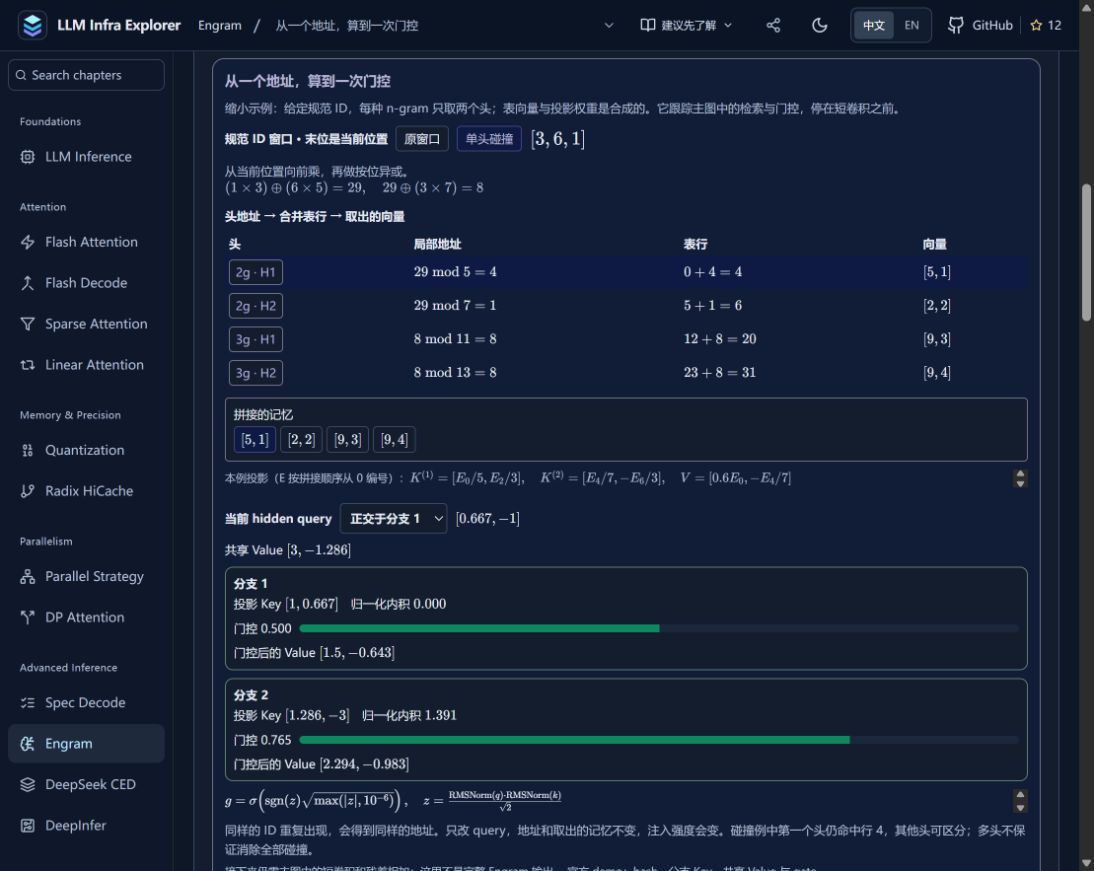 LLM Infra Explorer Engram / 从一个地址，算到一次门控 建议先了解 中文 EN GitHub 12
Search chapters
Foundations
LLM Inference
Attention
Flash Attention
Flash Decode
Sparse Attention
Linear Attention
Memory & Precision
Quantization
Radix HiCache
Parallelism
Parallel Strategy
DP Attention
Advanced Inference
Spec Decode
Engram
DeepSeek CED
DeepInfer
从一个地址，算到一次门控
缩小示例：给定规范 ID，每种 n-gram 只取两个头；表向量与投影权重是合成的。它跟踪主图中的检索与门控，停在短卷积之前。
规范 ID 窗口 • 末位是当前位置 原窗口 单头碰撞 [3, 6, 1]
从当前位置向前乘，再做按位异或。
(1 × 3) ⊕ (6 × 5) = 29, 29 ⊕ (3 × 7) = 8
头地址 → 合并表行 → 取出的向量
头 局部地址 表行 向量
2g · H1 29 mod 5 = 4 0 + 4 = 4 [5, 1]
2g · H2 29 mod 7 = 1 5 + 1 = 6 [2, 2]
3g · H1 8 mod 11 = 8 12 + 8 = 20 [9, 3]
3g · H2 8 mod 13 = 8 23 + 8 = 31 [9, 4]
拼接的记忆
[5, 1] [2, 2] [9, 3] [9, 4]
本例投影（E 按拼接顺序从 0 编号）: K⁽¹⁾ = [E₀/5, E₂/3], K⁽²⁾ = [E₄/7, −E₆/3], V = [0.6E₀, −E₄/7]
当前 hidden query 正交于分支 1 [0.667, −1]
共享 Value [3, −1.286]
分支 1
投影 Key [1, 0.667] 归一化内积 0.000
门控 0.500
门控后的 Value [1.5, −0.643]
分支 2
投影 Key [1.286, −3] 归一化内积 1.391
门控 0.765
门控后的 Value [2.294, −0.983]
g = σ(sgn(z)√max(|z|, 10⁻⁶)), z = RMSNorm(q)·RMSNorm(k)/√2
同样的 ID 重复出现，会得到同样的地址。只改 query，地址和取出的记忆不变，注入强度会变。碰撞例中第一个头仍命中行 4，其他头可区分；多头不保
证消除全部碰撞。